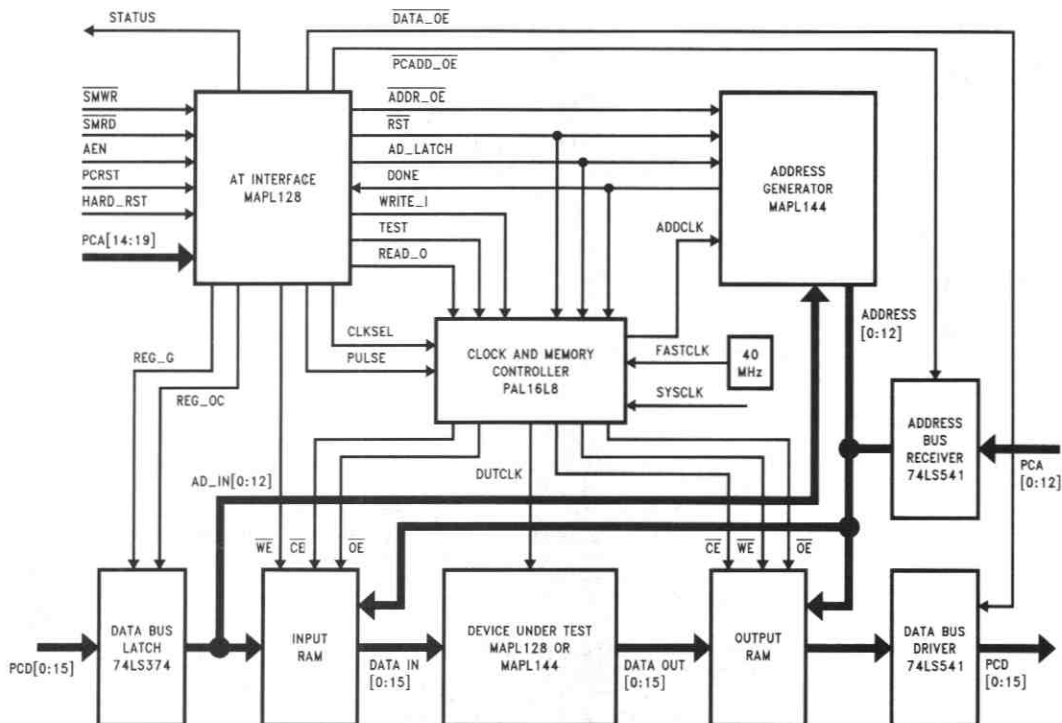 STATUS
DATA_OE
PCADD_OE
SMWR
SMRD
AEN
PCRST
HARD_RST
PCA[14:19]
AT INTERFACE
MAPL128
ADDR_OE
RST
AD_LATCH
DONE
WRITE_I
TEST
READ_O
ADDCLK
ADDRESS
GENERATOR
MAPL144
ADDRESS
[0:12]
CLKSEL
PULSE
REG_G
REG_OC
CLOCK AND MEMORY
CONTROLLER
PAL16L8
FASTCLK
40
MHz
SYSCLK
ADDRESS
BUS
RECEIVER
74LS541
PCA
[0:12]
AD_IN[0:12]
DUTCLK
WE
CE
OE
CE
WE
OE
PCD[0:15]
DATA BUS
LATCH
74LS374
INPUT
RAM
DATA IN
[0:15]
DEVICE UNDER TEST
MAPL128 OR
MAPL144
DATA OUT
[0:15]
OUTPUT
RAM
DATA BUS
DRIVER
74LS541
PCD
[0:15]